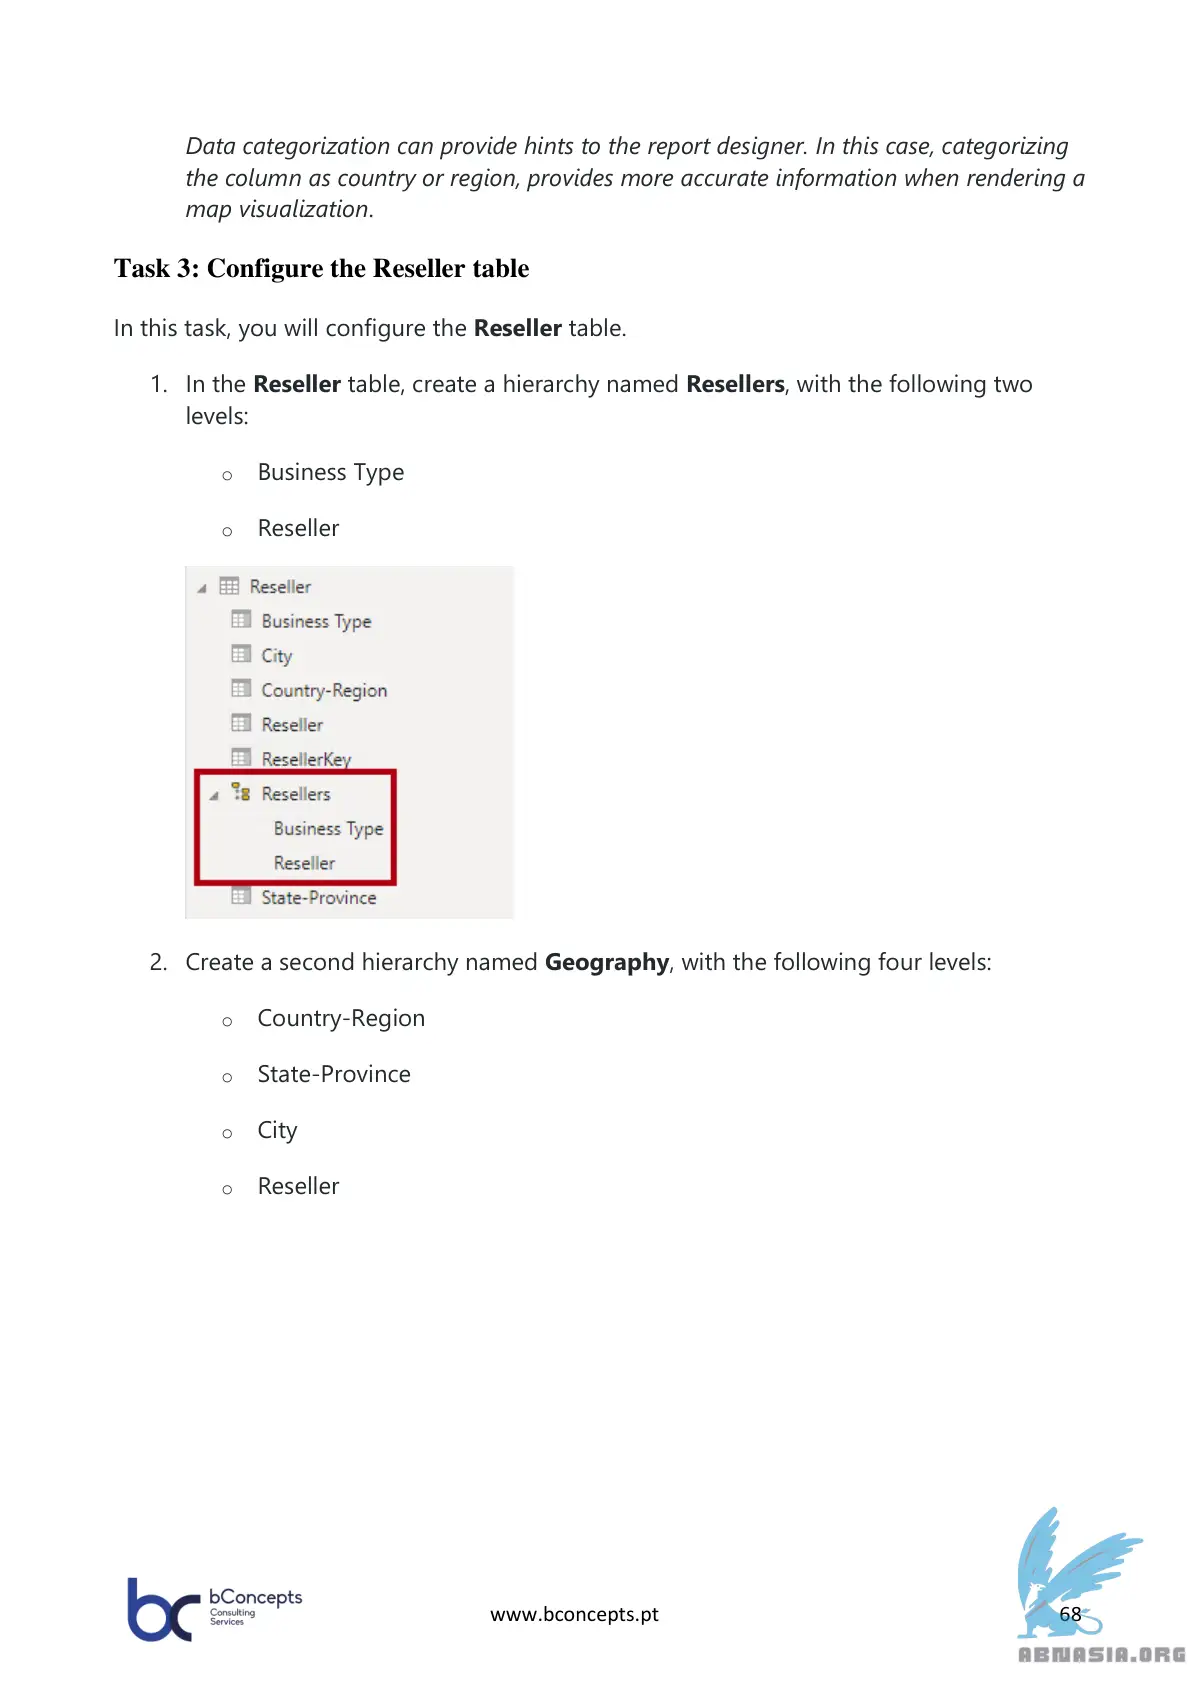 Data categorization can provide hints to the report designer. In this case, categorizing
the column as country or region, provides more accurate information when rendering a
map visualization.
Task 3: Configure the Reseller table
In this task, you will configure the Reseller table.
1. In the Reseller table, create a hierarchy named Resellers, with the following two
levels:
o Business Type
o Reseller
Reseller
Business Type
City
Country-Region
Reseller
ResellerKey
Resellers
Business Type
Reseller
State-Province
2. Create a second hierarchy named Geography, with the following four levels:
o Country-Region
o State-Province
o City
o Reseller
bc bConcepts
Consulting
Services
www.bconcepts.pt
68
ABNASIA.ORG